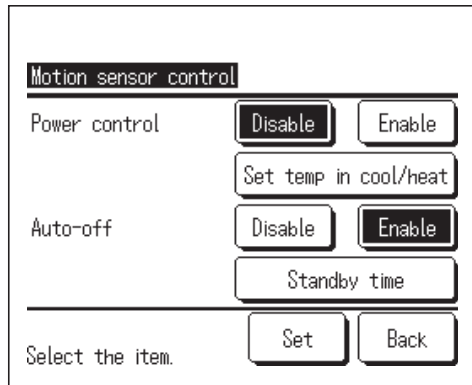 Motion sensor control
Power control Disable Enable
Set temp in cool/heat
Auto-off Disable Enable
Standby time
Set Back
Select the item.